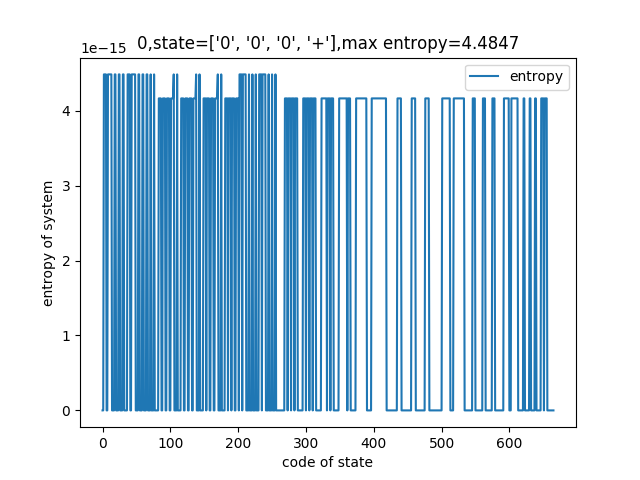 1e−15
0,state=['0', '0', '0', '+'],max entropy=4.4847
entropy
4
3
2
1
0
entropy of system
0 100 200 300 400 500 600
code of state